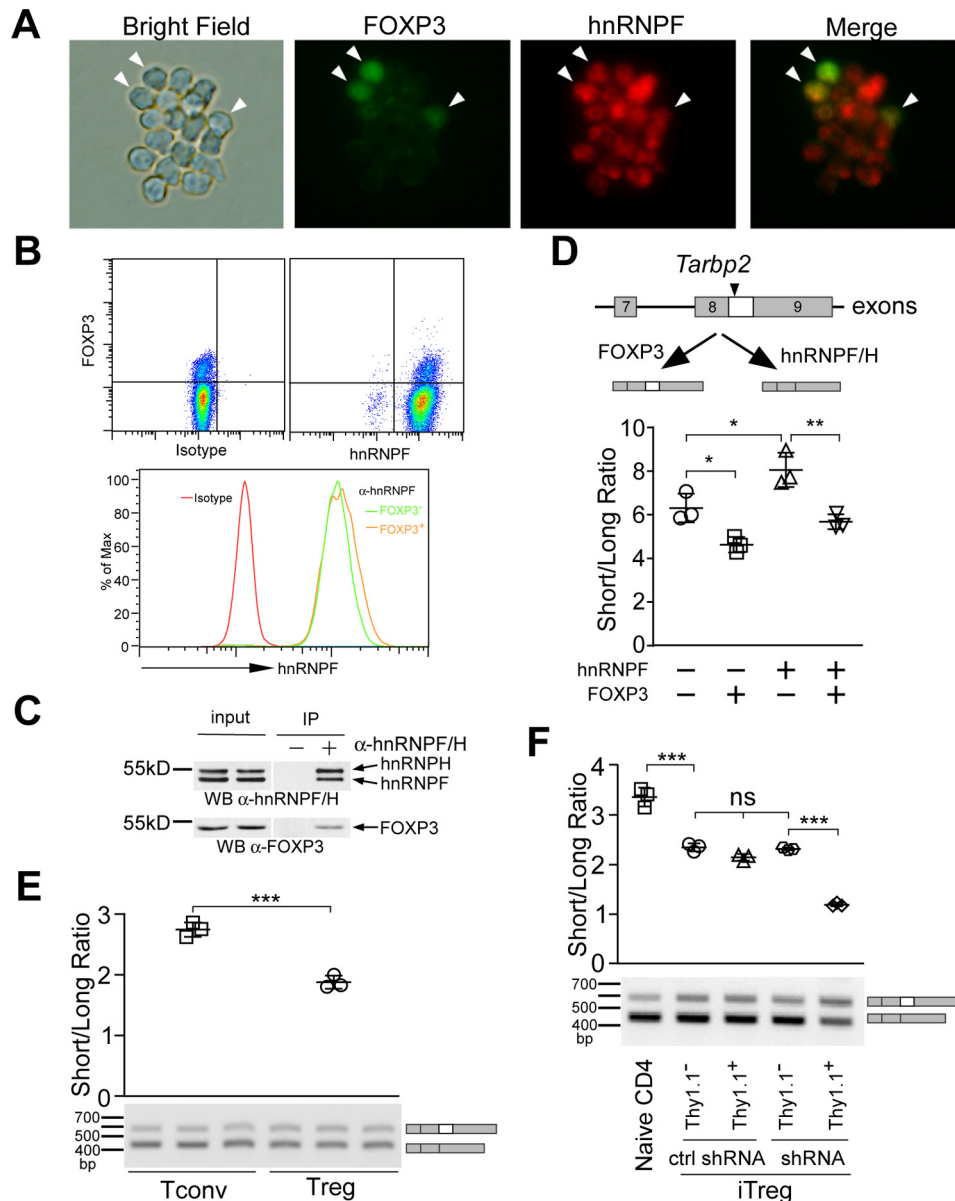 A
Bright Field FOXP3 hnRNPF Merge
B
FOXP3
Isotype hnRNPF
100
80
60
40
20
0
% of Max
Isotype
α-hnRNPF
FOXP3-
FOXP3+
hnRNPF
C
input IP
– + α-hnRNPF/H
55kD
hnRNPH
hnRNPF
WB α-hnRNPF/H
55kD
FOXP3
WB α-FOXP3
D
Tarbp2
7 8 9 exons
FOXP3 hnRNPF/H
Short/Long Ratio
10
8
6
4
2
0
* * **
hnRNPF – – + +
FOXP3 – + – +
E
Short/Long Ratio
3
2
1
***
700
500
400
bp
Tconv Treg
F
Short/Long Ratio
4
3
2
1
0
*** ns ***
700
500
400
bp
Naive CD4
Thy1.1-
Thy1.1+
Thy1.1-
Thy1.1+
ctrl shRNA shRNA
iTreg